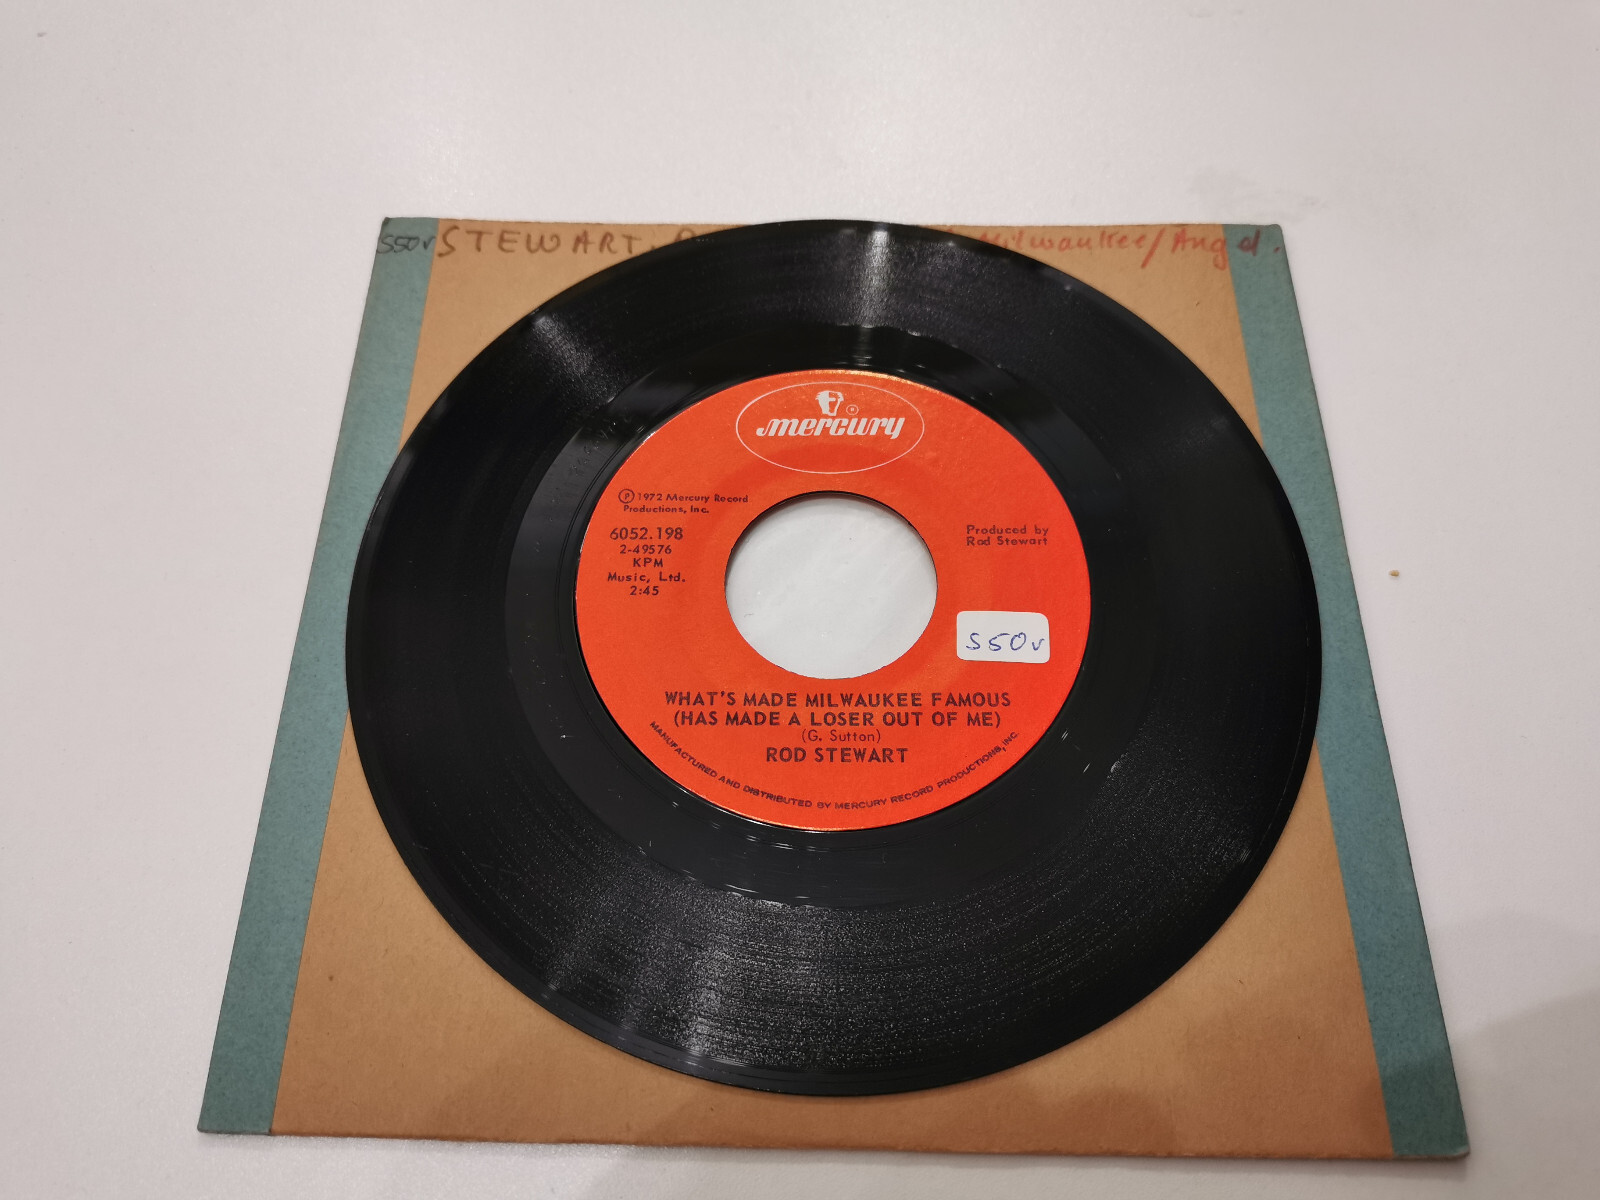 S50v STEWART. Milwaukee/Angel.
mercury
℗ 1972 Mercury Record
Productions, Inc.
6052.198
2-49576
KPM
Music, Ltd.
2:45
Produced by
Rod Stewart
S50v
WHAT'S MADE MILWAUKEE FAMOUS
(HAS MADE A LOSER OUT OF ME)
(G. Sutton)
ROD STEWART
MANUFACTURED AND DISTRIBUTED BY MERCURY RECORD PRODUCTIONS, INC.